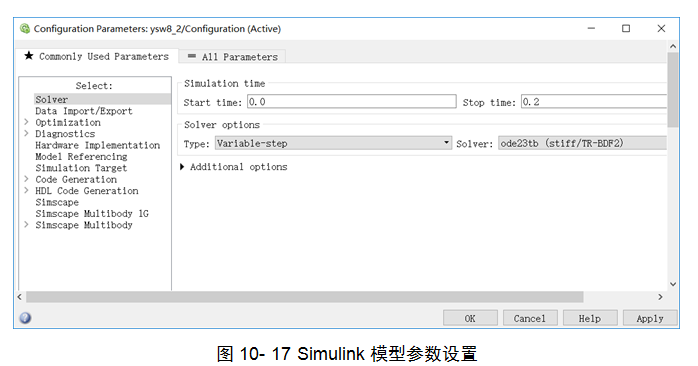 Configuration Parameters: ysw8_2/Configuration (Active)
★ Commonly Used Parameters
All Parameters
Select:
Solver
Data Import/Export
Optimization
Diagnostics
Hardware Implementation
Model Referencing
Simulation Target
Code Generation
HDL Code Generation
Simscape
Simscape Multibody 1G
Simscape Multibody
Simulation time
Start time: 0.0 Stop time: 0.2
Solver options
Type: Variable-step Solver: ode23tb (stiff/TR-BDF2)
Additional options
OK Cancel Help Apply
图 10- 17 Simulink 模型参数设置